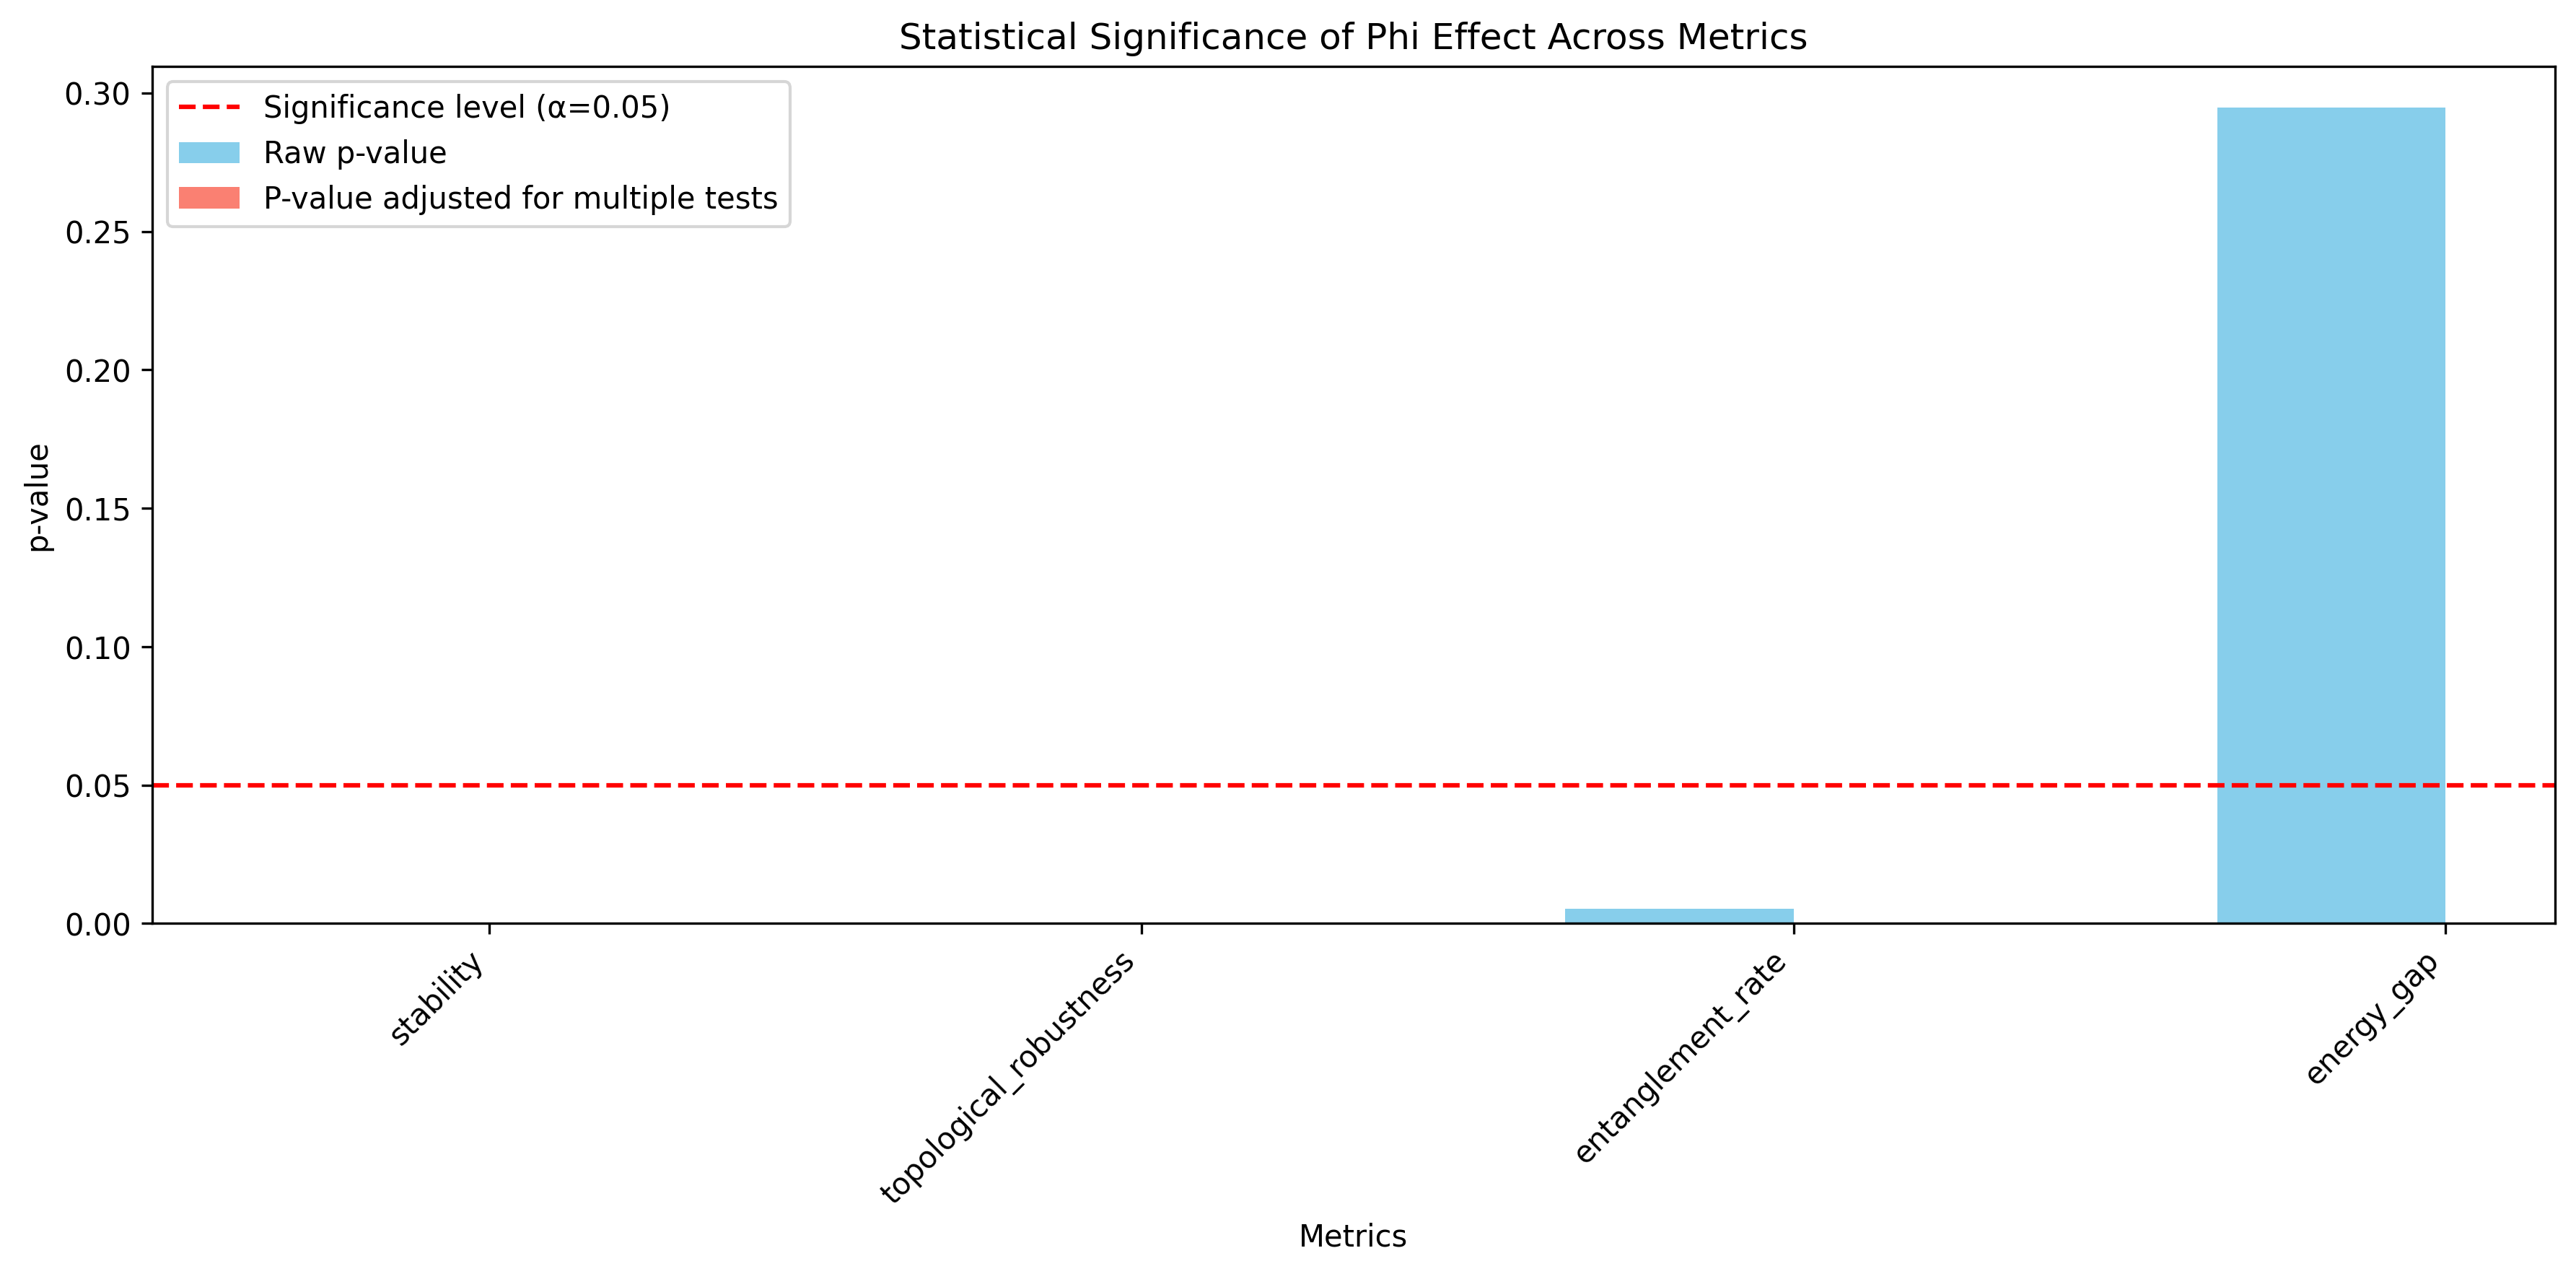 Statistical Significance of Phi Effect Across Metrics
Significance level (α=0.05)
Raw p-value
P-value adjusted for multiple tests
p-value
0.30
0.25
0.20
0.15
0.10
0.05
0.00
stability
topological_robustness
entanglement_rate
energy_gap
Metrics